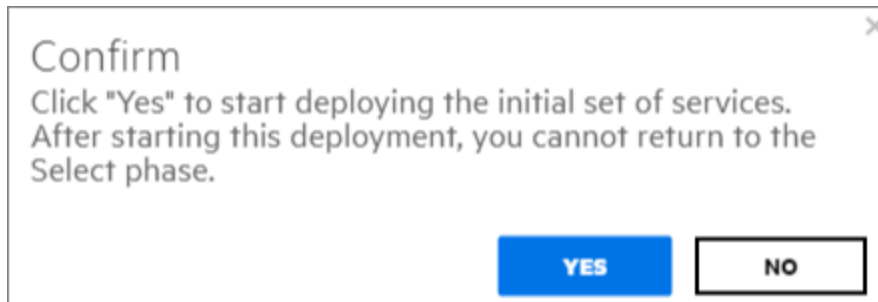 Confirm
Click "Yes" to start deploying the initial set of services.
After starting this deployment, you cannot return to the
Select phase.
YES
NO